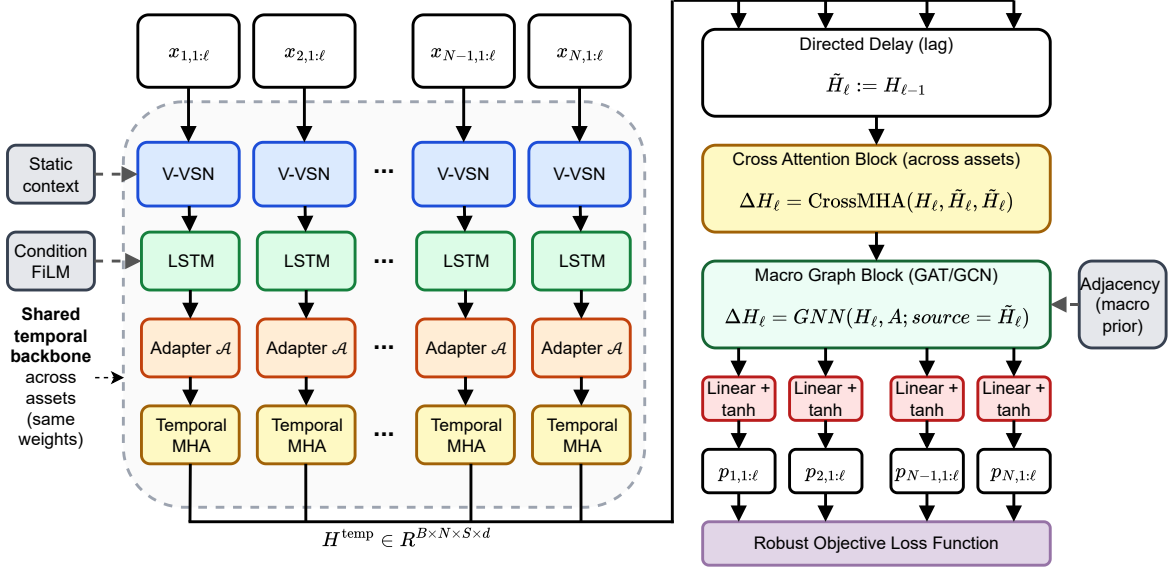 x_{1,1:ℓ}
x_{2,1:ℓ}
x_{N−1,1:ℓ}
x_{N,1:ℓ}
Static
context
V-VSN
V-VSN
...
V-VSN
V-VSN
Condition
FiLM
LSTM
LSTM
...
LSTM
LSTM
Shared
temporal
backbone
across
assets
(same
weights)
Adapter 𝒜
Adapter 𝒜
...
Adapter 𝒜
Adapter 𝒜
Temporal
MHA
Temporal
MHA
...
Temporal
MHA
Temporal
MHA
H^{temp} ∈ R^{B×N×S×d}
Directed Delay (lag)
H̃_ℓ := H_{ℓ−1}
Cross Attention Block (across assets)
ΔH_ℓ = CrossMHA(H_ℓ, H̃_ℓ, H̃_ℓ)
Macro Graph Block (GAT/GCN)
ΔH_ℓ = GNN(H_ℓ, A; source = H̃_ℓ)
Adjacency
(macro
prior)
Linear +
tanh
Linear +
tanh
Linear +
tanh
Linear +
tanh
p_{1,1:ℓ}
p_{2,1:ℓ}
p_{N−1,1:ℓ}
p_{N,1:ℓ}
Robust Objective Loss Function